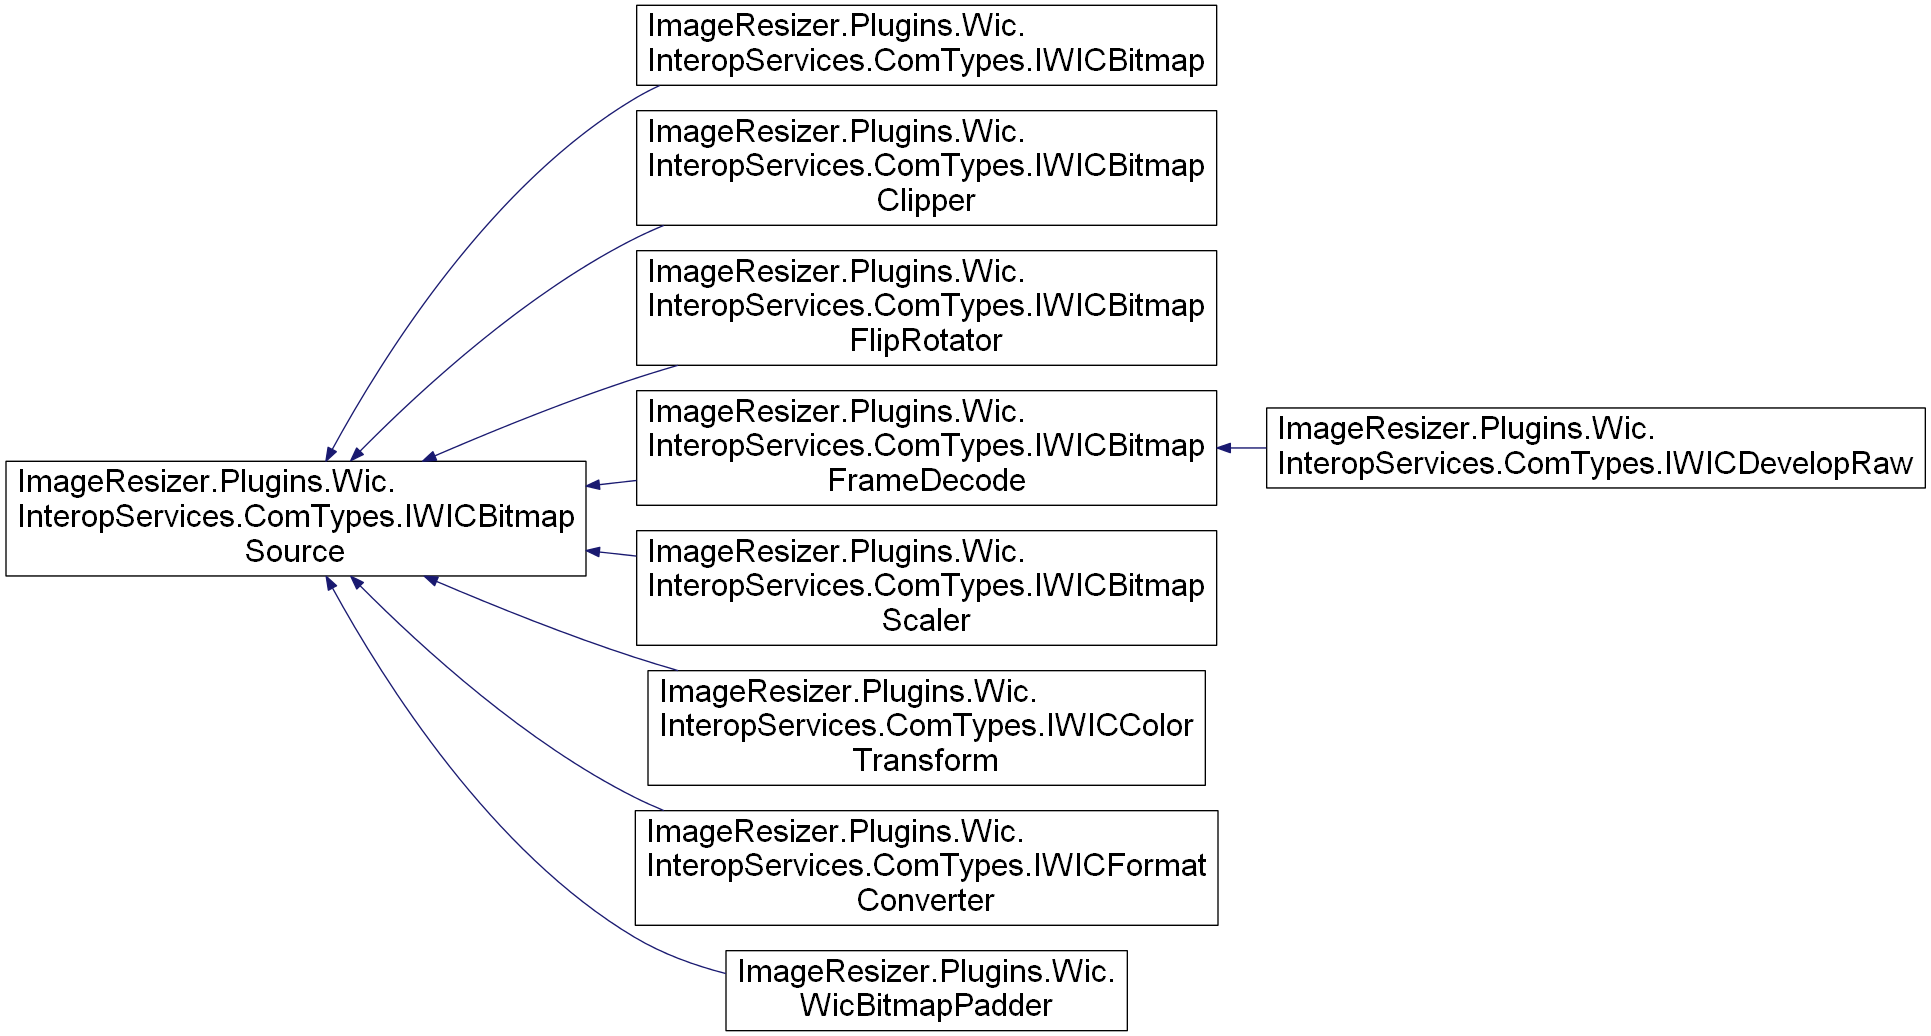 ImageResizer.Plugins.Wic.
InteropServices.ComTypes.IWICBitmap
ImageResizer.Plugins.Wic.
InteropServices.ComTypes.IWICBitmap
Clipper
ImageResizer.Plugins.Wic.
InteropServices.ComTypes.IWICBitmap
FlipRotator
ImageResizer.Plugins.Wic.
InteropServices.ComTypes.IWICBitmap
FrameDecode
ImageResizer.Plugins.Wic.
InteropServices.ComTypes.IWICDevelopRaw
ImageResizer.Plugins.Wic.
InteropServices.ComTypes.IWICBitmap
Source
ImageResizer.Plugins.Wic.
InteropServices.ComTypes.IWICBitmap
Scaler
ImageResizer.Plugins.Wic.
InteropServices.ComTypes.IWICColor
Transform
ImageResizer.Plugins.Wic.
InteropServices.ComTypes.IWICFormat
Converter
ImageResizer.Plugins.Wic.
WicBitmapPadder